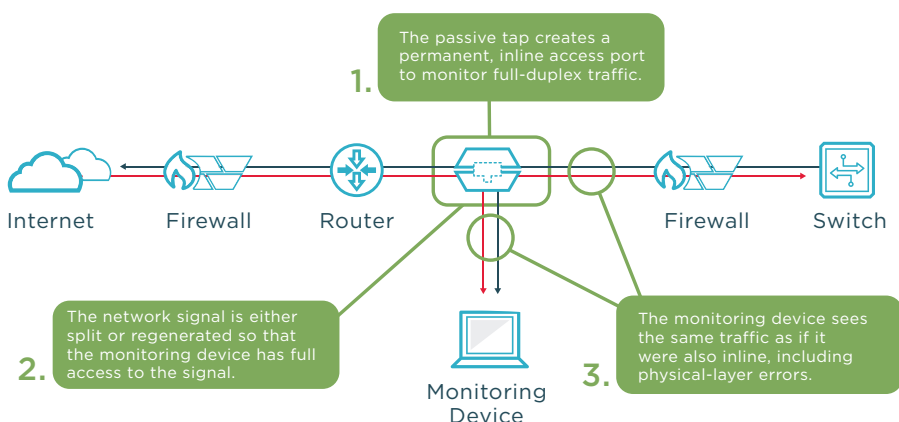 The passive tap creates a
permanent, inline access port
to monitor full-duplex traffic.
1.
Internet
Firewall
Router
Firewall
Switch
The network signal is either
split or regenerated so that
the monitoring device has full
access to the signal.
2.
Monitoring
Device
The monitoring device sees
the same traffic as if it
were also inline, including
physical-layer errors.
3.